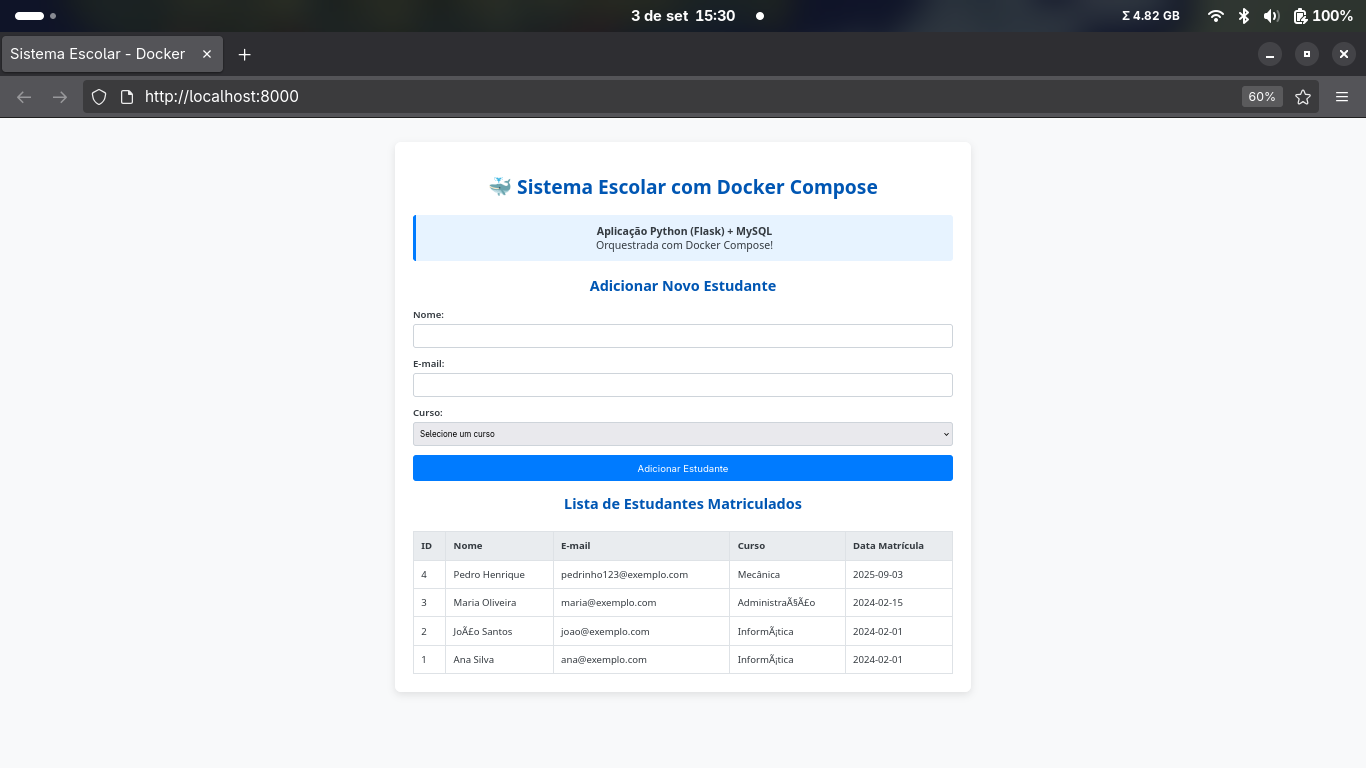 3 de set 15:30
Σ 4.82 GB
100%
Sistema Escolar - Docker
http://localhost:8000
60%
🐳 Sistema Escolar com Docker Compose
Aplicação Python (Flask) + MySQL
Orquestrada com Docker Compose!
Adicionar Novo Estudante
Nome:
E-mail:
Curso:
Selecione um curso
Adicionar Estudante
Lista de Estudantes Matriculados
ID Nome E-mail Curso Data Matrícula
4 Pedro Henrique pedrinho123@exemplo.com Mecânica 2025-09-03
3 Maria Oliveira maria@exemplo.com AdministraÃ§Ã£o 2024-02-15
2 JoÃ£o Santos joao@exemplo.com InformÃ¡tica 2024-02-01
1 Ana Silva ana@exemplo.com InformÃ¡tica 2024-02-01